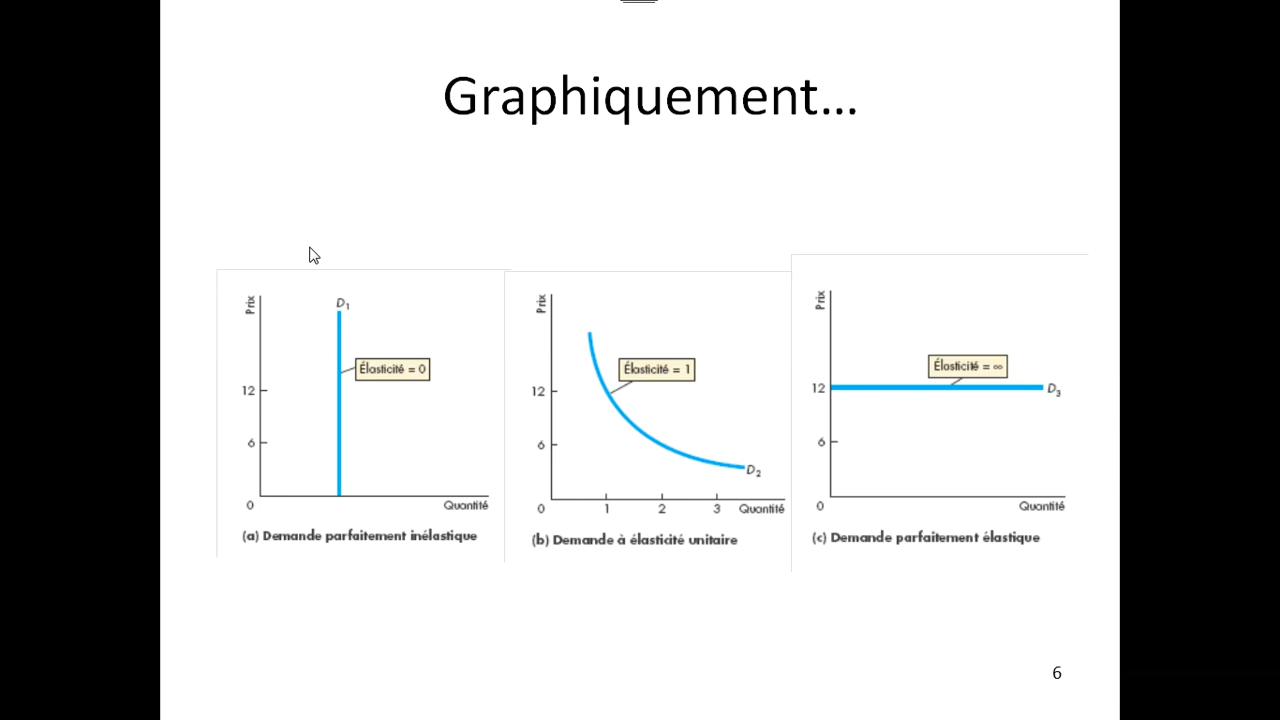 Graphiquement…
Prix
D1
Élasticité = 0
12
6
0
Quantité
(a) Demande parfaitement inélastique
Prix
Élasticité = 1
12
6
D2
0
1 2 3 Quantité
(b) Demande à élasticité unitaire
Prix
Élasticité = ∞
12
D3
6
0
Quantité
(c) Demande parfaitement élastique
6